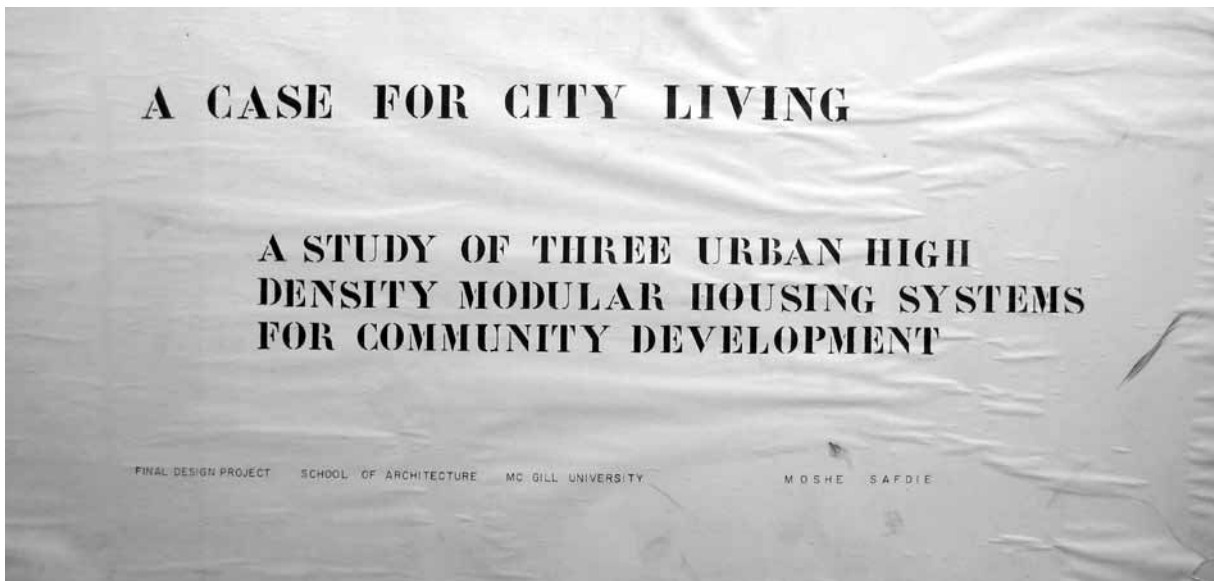 A CASE FOR CITY LIVING
A STUDY OF THREE URBAN HIGH
DENSITY MODULAR HOUSING SYSTEMS
FOR COMMUNITY DEVELOPMENT
FINAL DESIGN PROJECT SCHOOL OF ARCHITECTURE MC GILL UNIVERSITY MOSHE SAFDIE